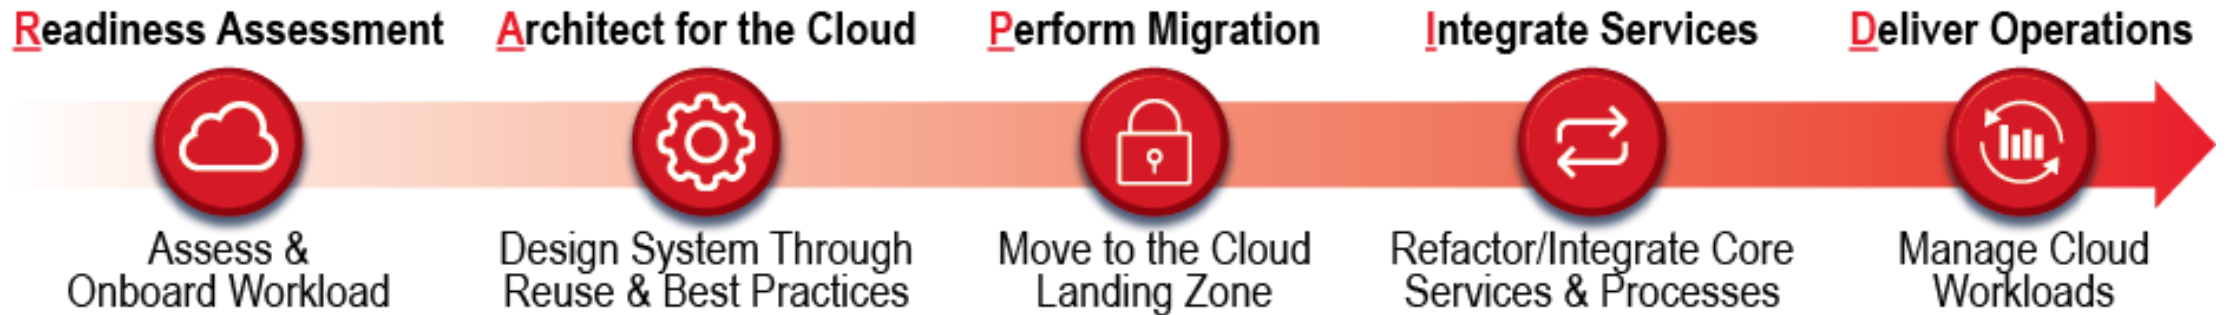 Readiness Assessment
Architect for the Cloud
Perform Migration
Integrate Services
Deliver Operations
Assess &
Onboard Workload
Design System Through
Reuse & Best Practices
Move to the Cloud
Landing Zone
Refactor/Integrate Core
Services & Processes
Manage Cloud
Workloads